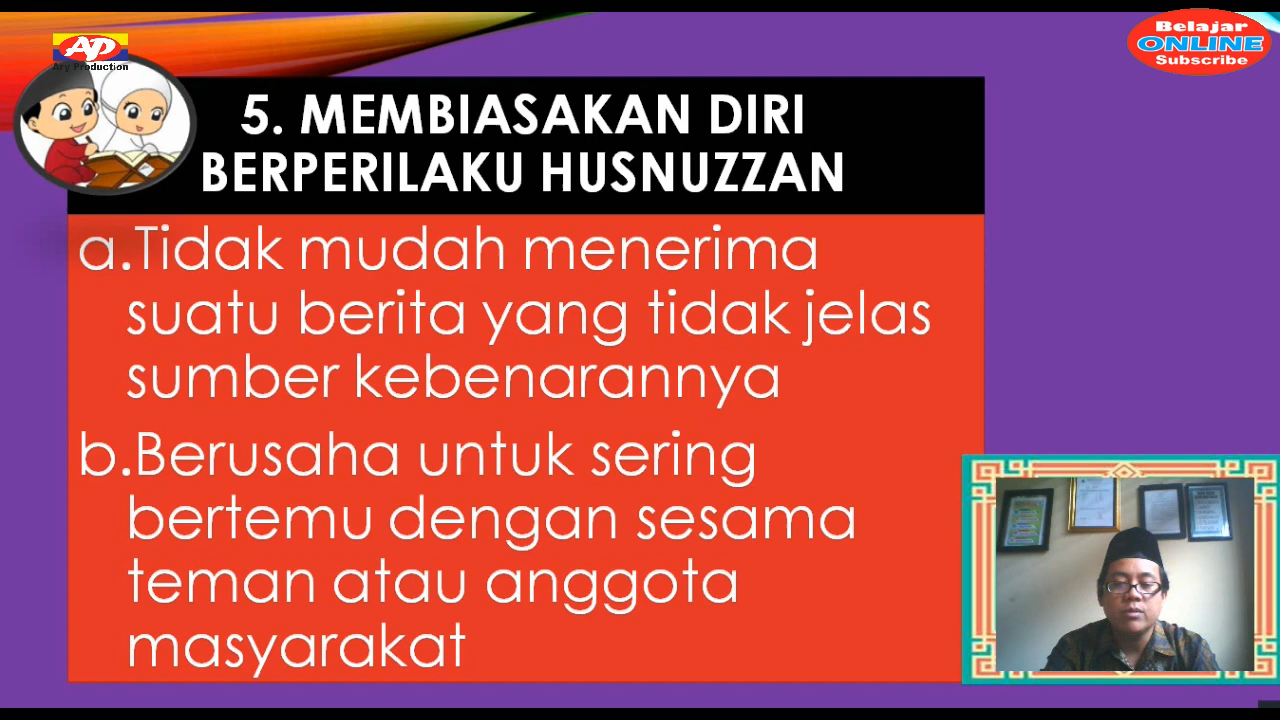 AP
Ary Production
Belajar
ONLINE
Subscribe
5. MEMBIASAKAN DIRI
BERPERILAKU HUSNUZZAN
a.Tidak mudah menerima
suatu berita yang tidak jelas
sumber kebenarannya
b.Berusaha untuk sering
bertemu dengan sesama
teman atau anggota
masyarakat